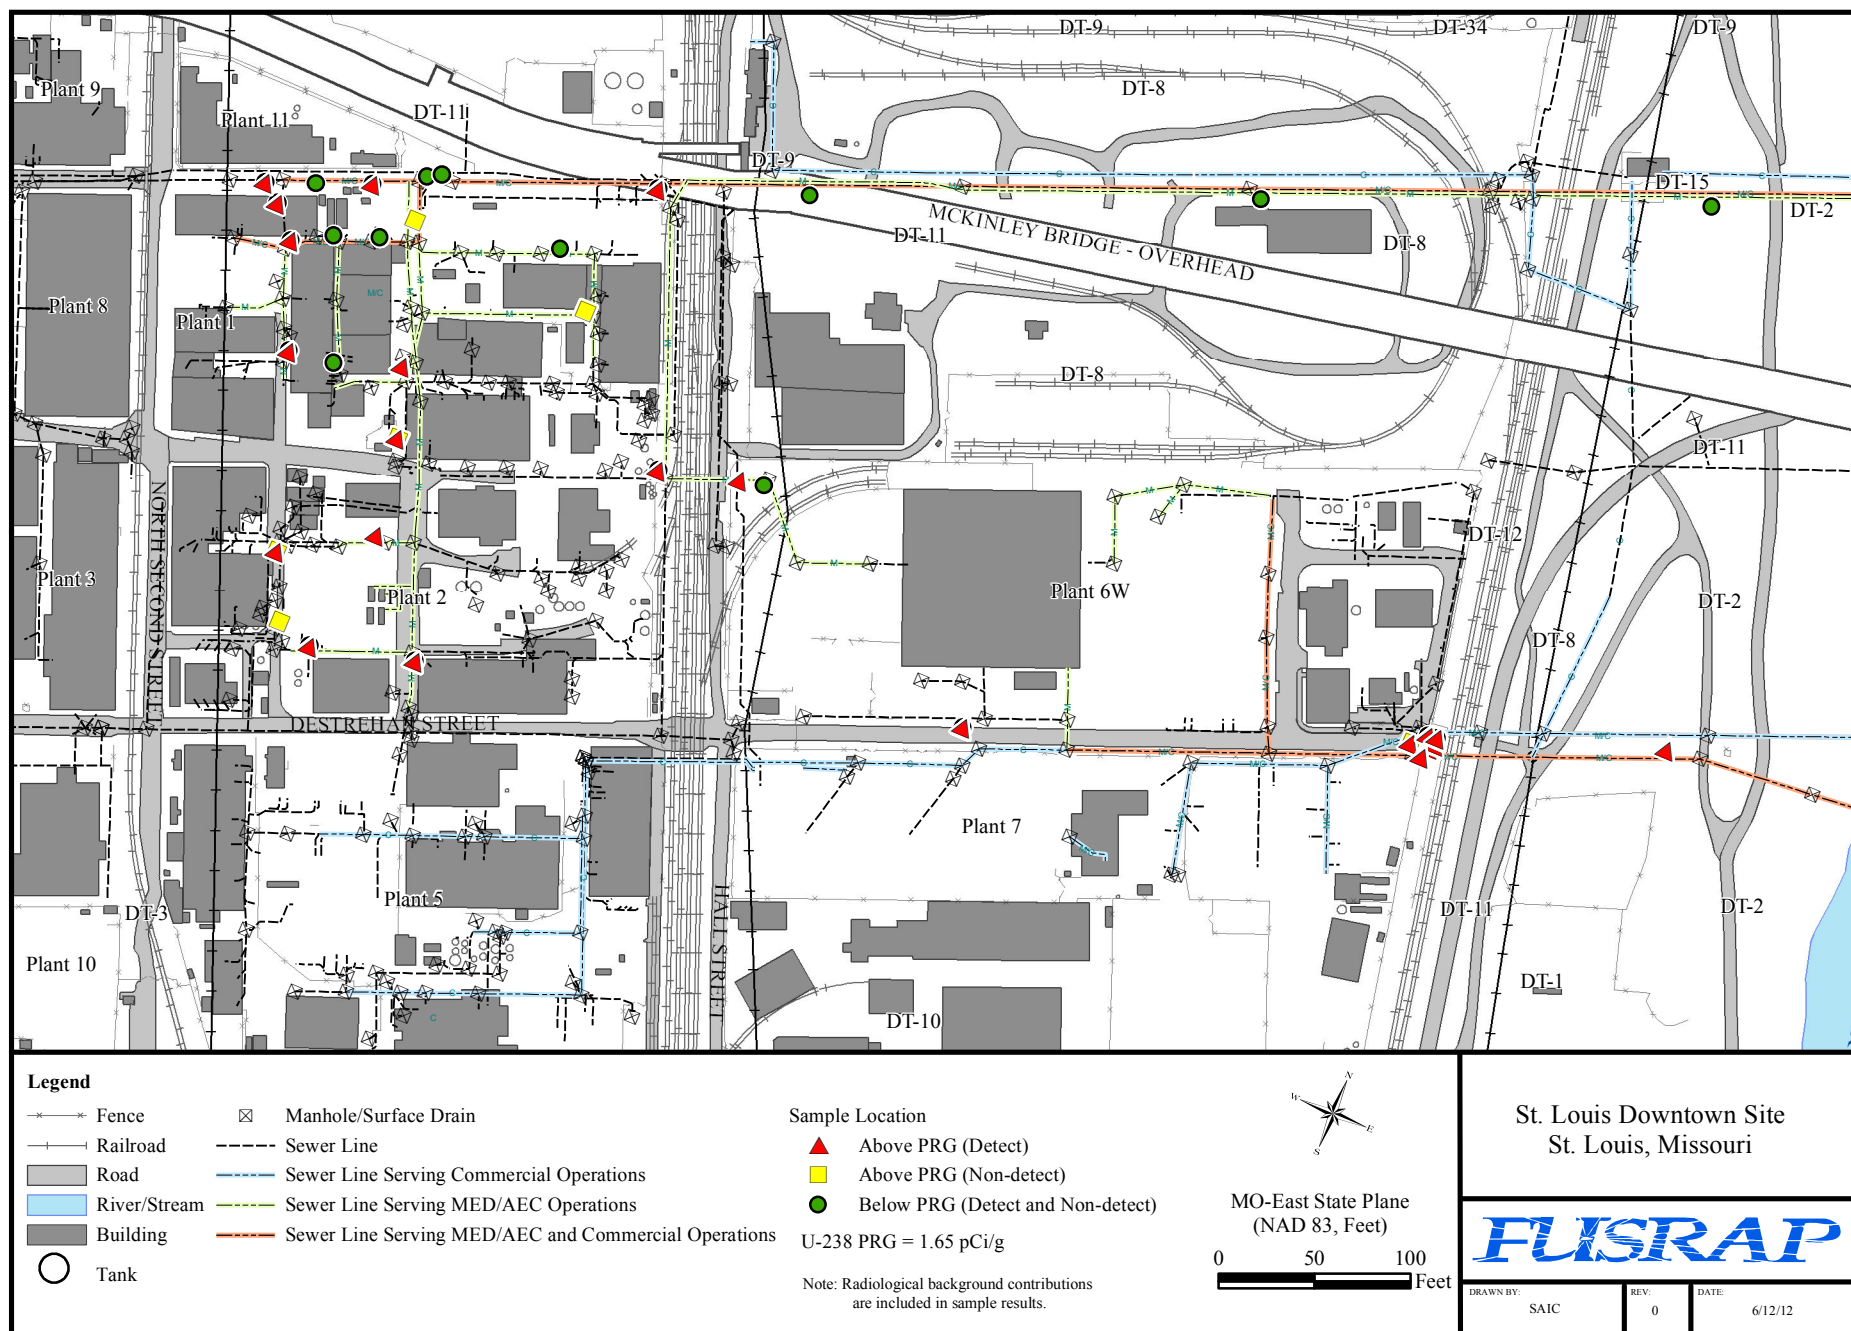 DT-9
DT-34
DT-9
Plant 9
DT-8
Plant 11
DT-11
DT-9
DT-15
DT-2
MCKINLEY BRIDGE - OVERHEAD
DT-11
DT-8
Plant 8
Plant 1
DT-8
DT-11
NORTH SECOND STREET
DT-12
Plant 3
Plant 2
Plant 6W
DT-2
DT-8
DESTREHAN STREET
Plant 7
Plant 5
DT-3
HALL STREET
DT-11
DT-2
Plant 10
DT-1
DT-10
Legend
Fence
Railroad
Road
River/Stream
Building
Tank
Manhole/Surface Drain
Sewer Line
Sewer Line Serving Commercial Operations
Sewer Line Serving MED/AEC Operations
Sewer Line Serving MED/AEC and Commercial Operations
Sample Location
Above PRG (Detect)
Above PRG (Non-detect)
Below PRG (Detect and Non-detect)
U-238 PRG = 1.65 pCi/g
Note: Radiological background contributions
are included in sample results.
N
W
E
S
MO-East State Plane
(NAD 83, Feet)
0 50 100
Feet
St. Louis Downtown Site
St. Louis, Missouri
FUSRAP
DRAWN BY:
SAIC
REV:
0
DATE:
6/12/12